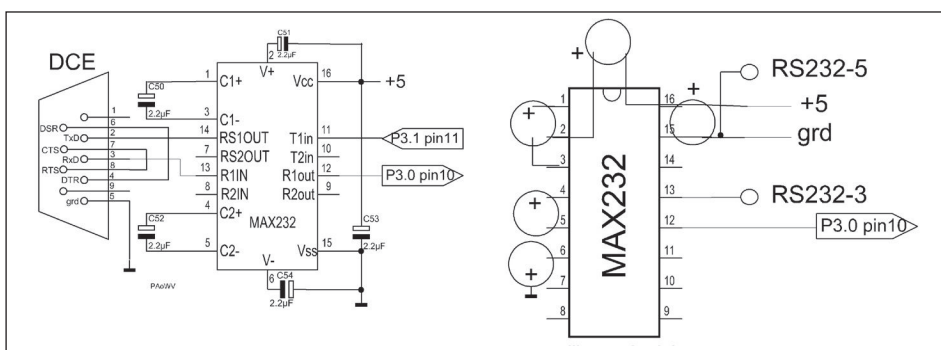 DCE
1
6
DSR
TxD
2
CTS
7
RxD
3
RTS
8
DTR
4
9
grd
5
C50
2.2µF
C52
2.2µF
C51
2.2µF
2
V+
1
C1+
Vcc
16
+5
3
C1-
14
RS1OUT
T1in
11
P3.1 pin11
7
RS2OUT
T2in
10
13
R1IN
R1out
12
P3.0 pin10
8
R2IN
R2out
9
4
C2+
MAX232
C53
2.2µF
5
C2-
Vss
15
V-
6
C54
2.2µF
PAoWV
+
+
+
+
+
MAX232
1
2
3
4
5
6
7
8
16
15
14
13
12
11
10
9
RS232-5
+5
grd
RS232-3
P3.0 pin10